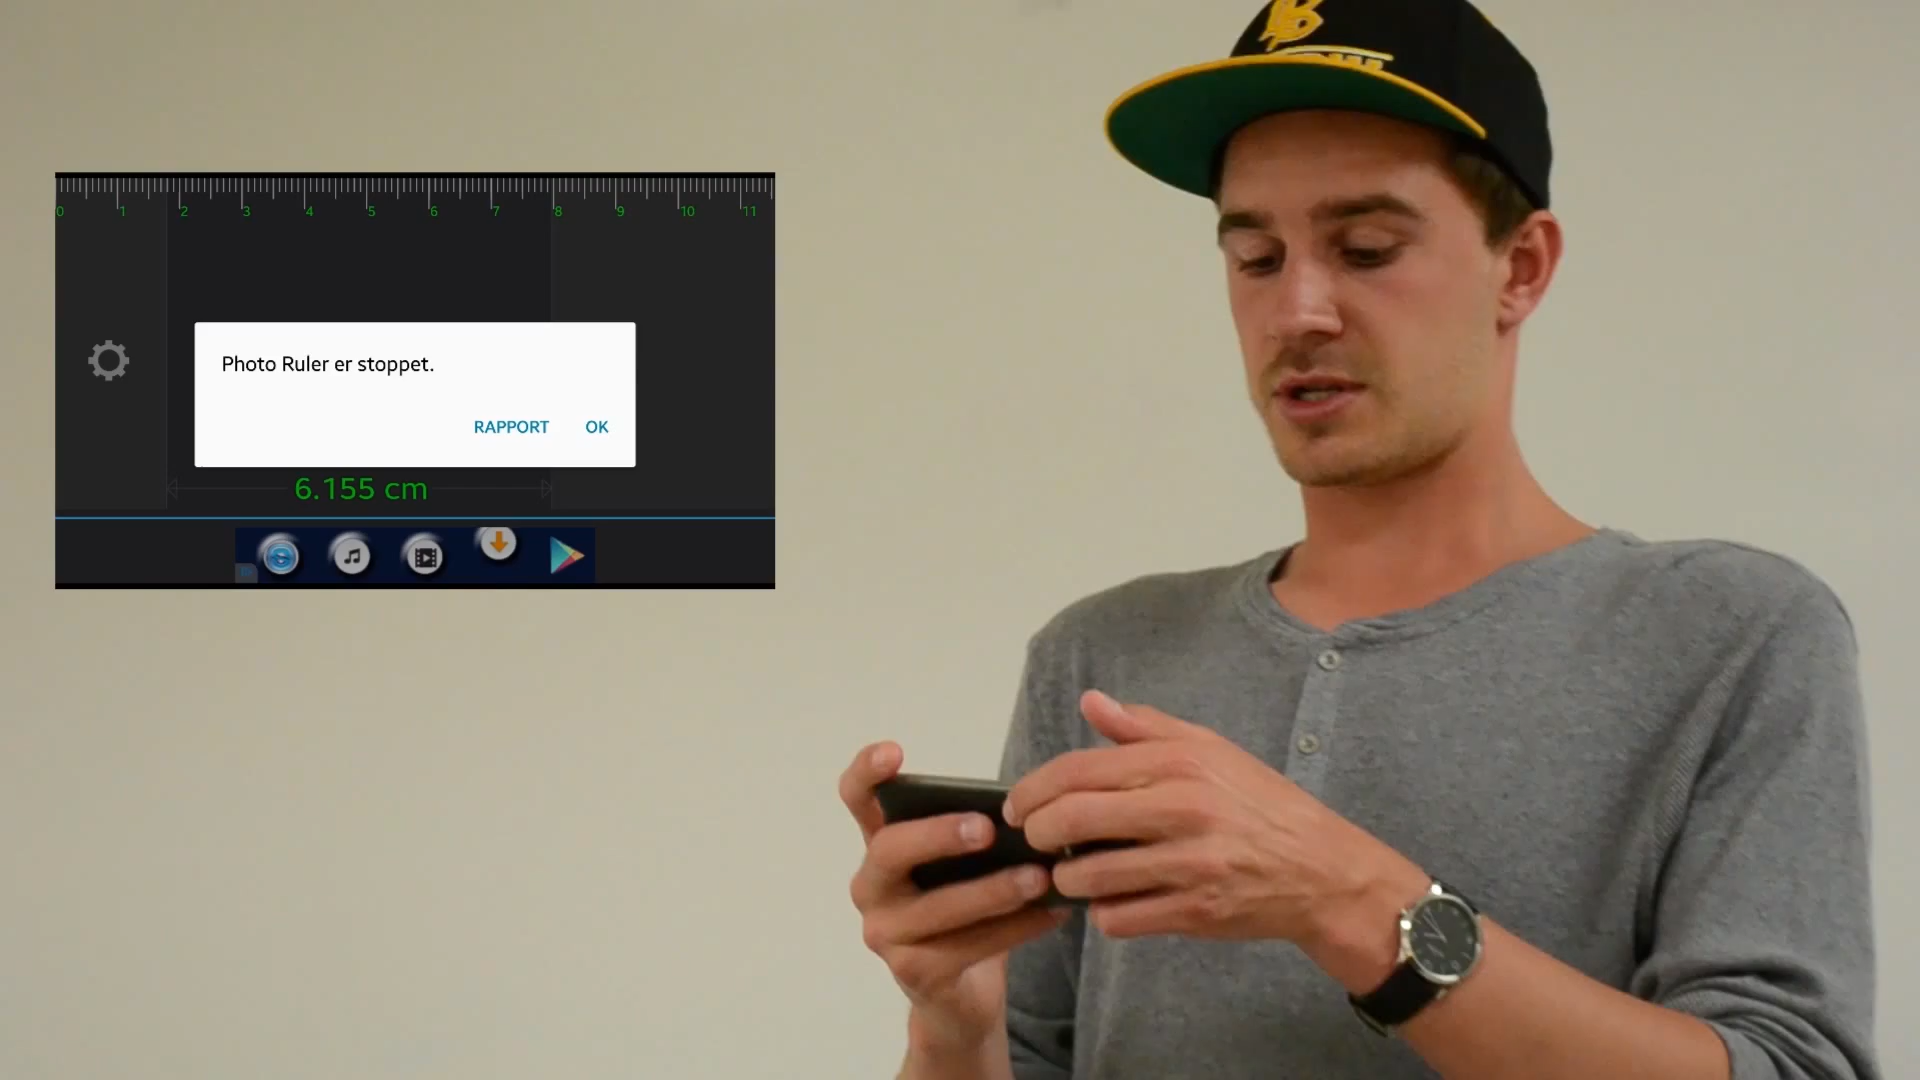 0 1 2 3 4 5 6 7 8 9 10 11
Photo Ruler er stoppet.
RAPPORT OK
6.155 cm
B